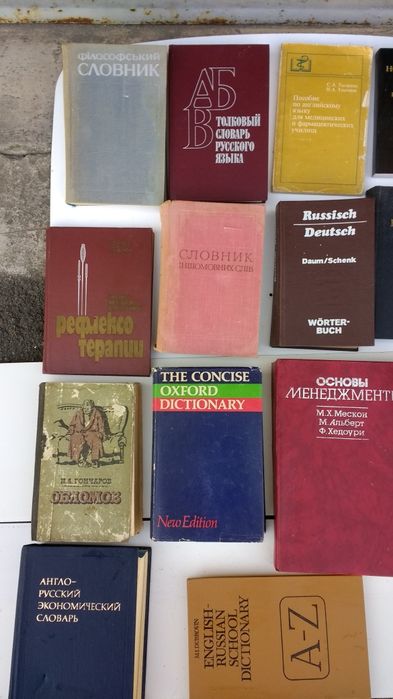 ФІЛОСОФСЬКИЙ
СЛОВНИК
АБВ
ТОЛКОВЫЙ
СЛОВАРЬ
РУССКОГО
ЯЗЫКА
Пособие
по английскому
языку
для медицинских
и фармацевтических
училищ
рефлексо
терапии
СЛОВНИК
ІНШОМОВНИХ СЛІВ
Russisch
Deutsch
Daum/Schenk
WÖRTER-
BUCH
И.А. ГОНЧАРОВ
ОБЛОМОВ
THE CONCISE
OXFORD
DICTIONARY
New Edition
ОСНОВЫ
МЕНЕДЖМЕНТ
М.Х. Мескон
М. Альберт
Ф. Хедоури
АНГЛО-
РУССКИЙ
ЭКОНОМИЧЕСКИЙ
СЛОВАРЬ
ENGLISH-
RUSSIAN
SCHOOL
DICTIONARY
A-Z